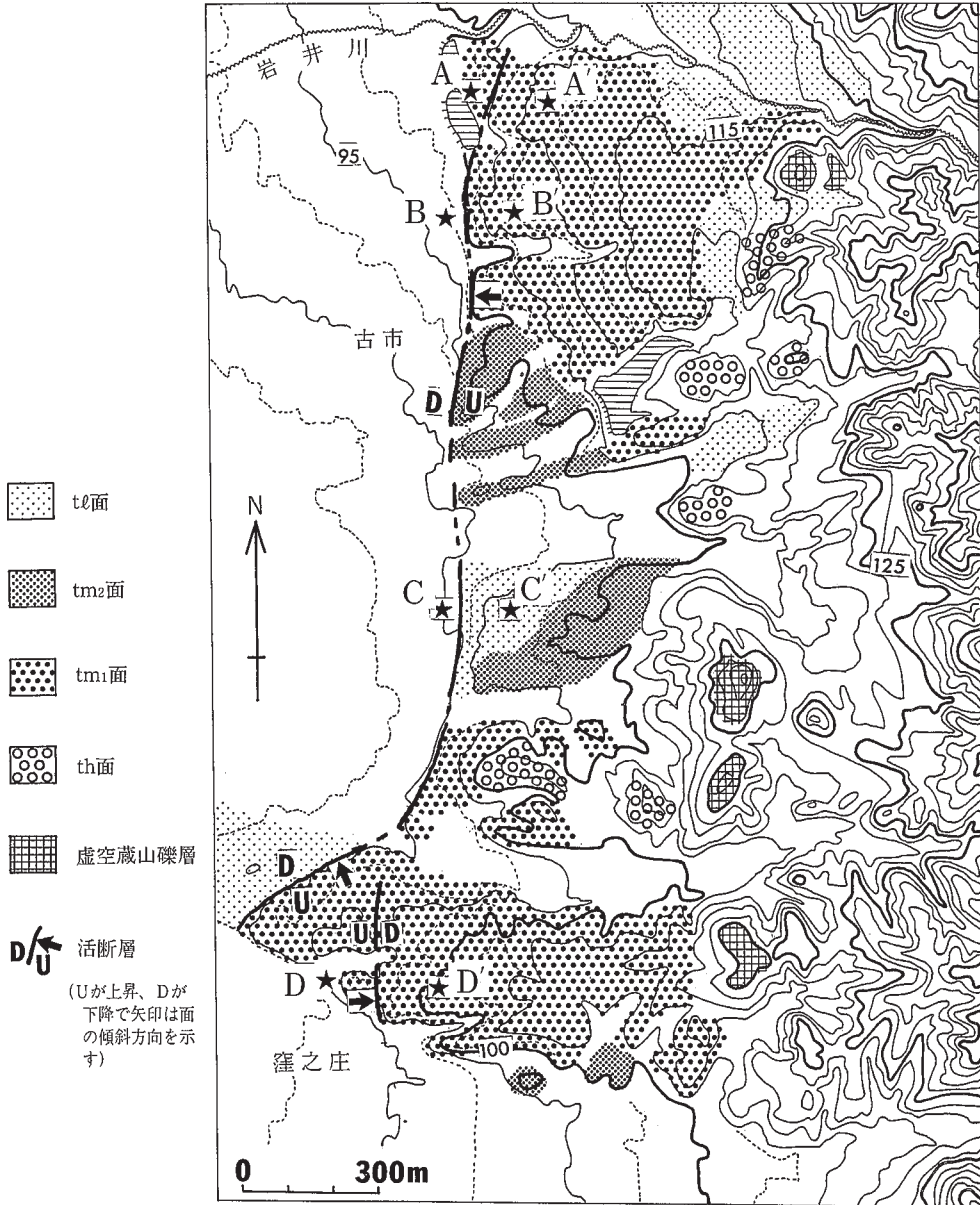 岩井川
A
A′
115
95
B
B′
古市
D
U
tℓ面
N
tm₂面
C
C′
125
tm₁面
th面
虚空蔵山礫層
D
U
U
D
D/U
活断層
D
D′
(Uが上昇、Dが
下降で矢印は面
の傾斜方向を示
す)
100
窪之庄
0
300m